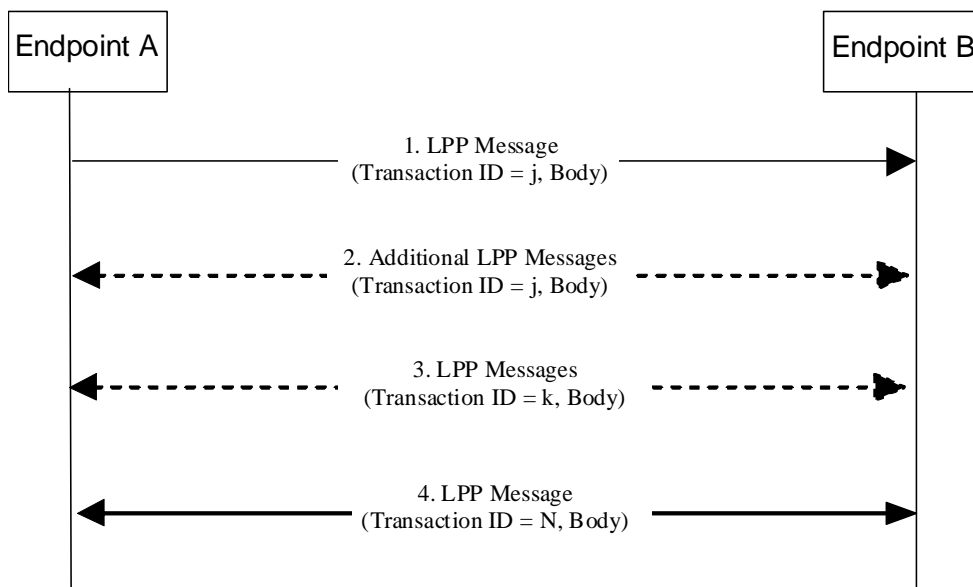 Endpoint A
Endpoint B
1. LPP Message
(Transaction ID = j, Body)
2. Additional LPP Messages
(Transaction ID = j, Body)
3. LPP Messages
(Transaction ID = k, Body)
4. LPP Message
(Transaction ID = N, Body)